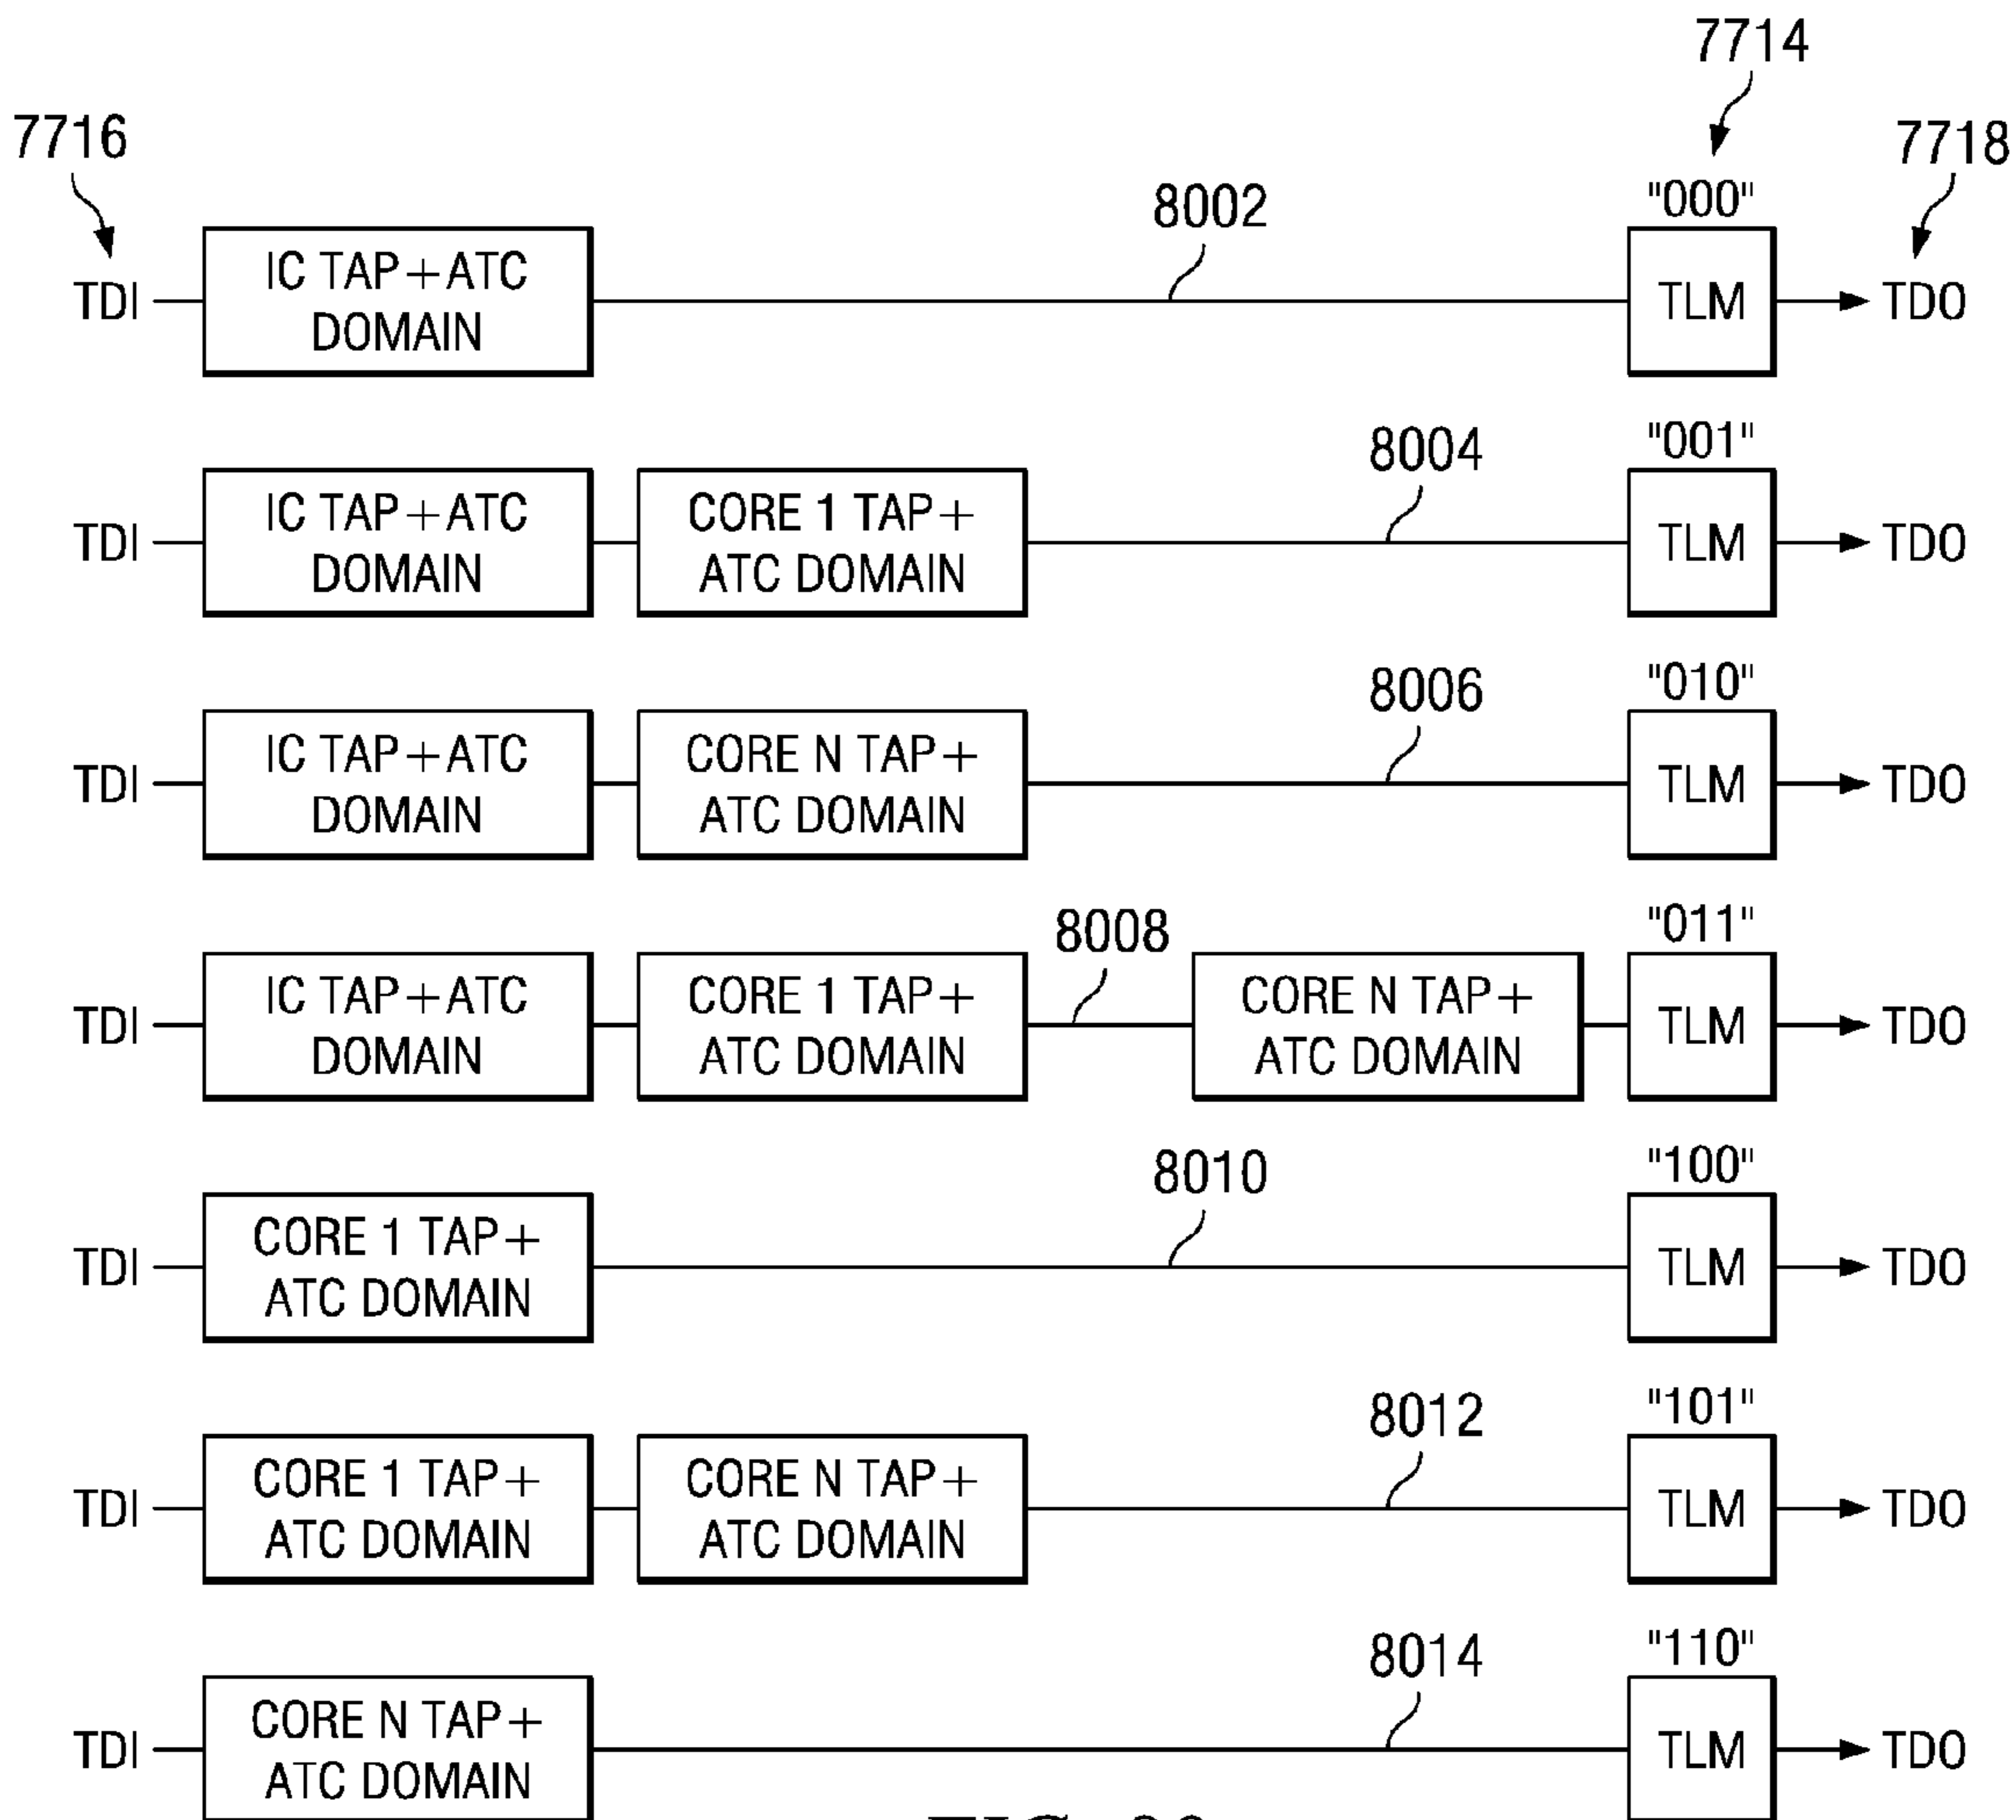 7714
7716
7718
8002
"000"
TDI
IC TAP+ATC
DOMAIN
TLM
TDO
8004
"001"
TDI
IC TAP+ATC
DOMAIN
CORE 1 TAP+
ATC DOMAIN
TLM
TDO
8006
"010"
TDI
IC TAP+ATC
DOMAIN
CORE N TAP+
ATC DOMAIN
TLM
TDO
8008
"011"
TDI
IC TAP+ATC
DOMAIN
CORE 1 TAP+
ATC DOMAIN
CORE N TAP+
ATC DOMAIN
TLM
TDO
8010
"100"
TDI
CORE 1 TAP+
ATC DOMAIN
TLM
TDO
8012
"101"
TDI
CORE 1 TAP+
ATC DOMAIN
CORE N TAP+
ATC DOMAIN
TLM
TDO
8014
"110"
TDI
CORE N TAP+
ATC DOMAIN
TLM
TDO